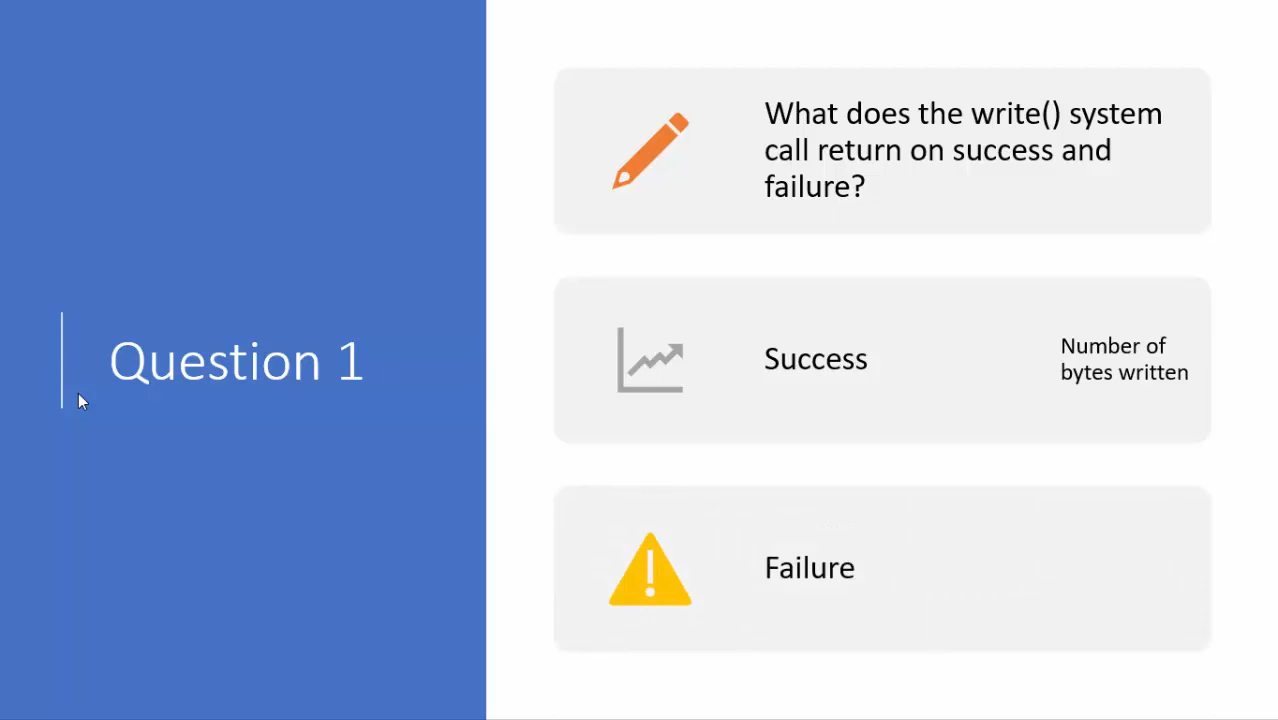 Question 1
What does the write() system
call return on success and
failure?
Success
Number of
bytes written
Failure